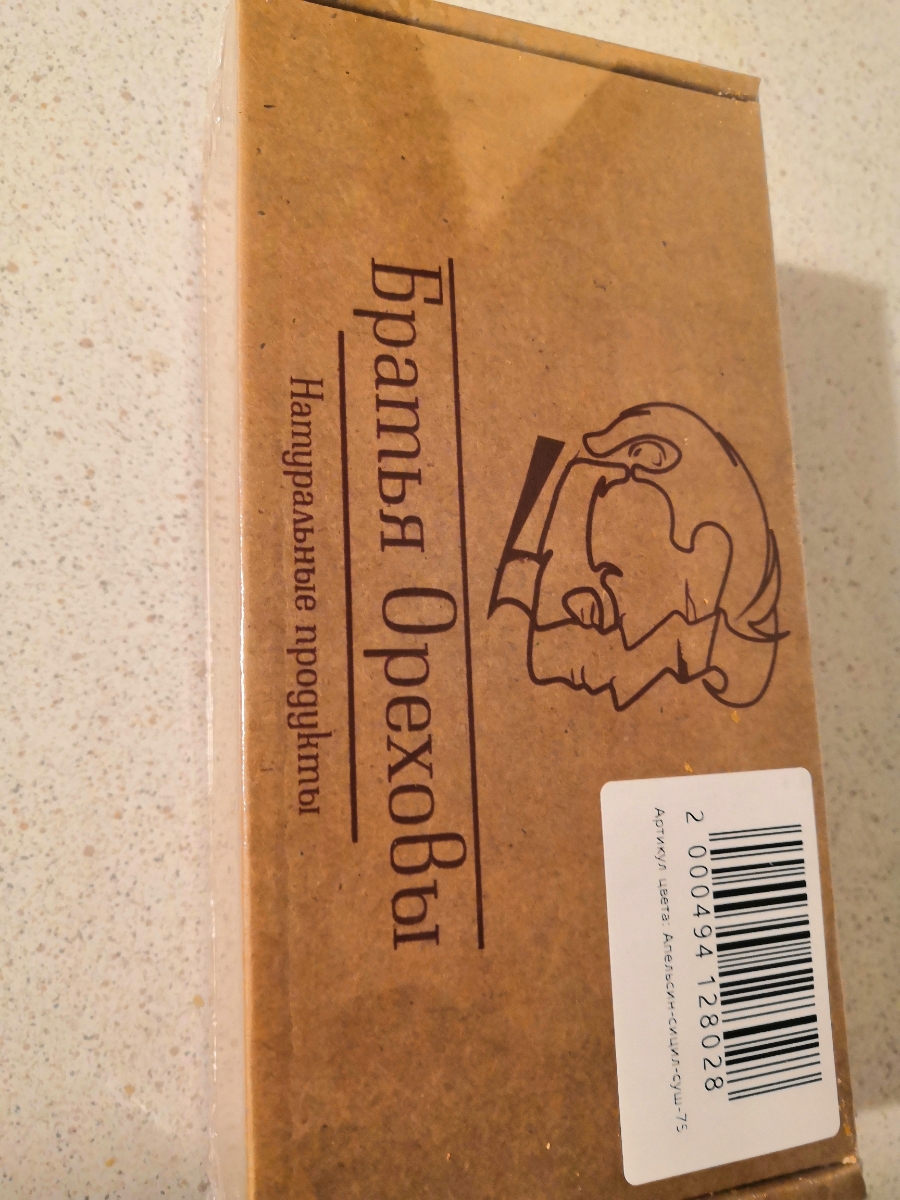 Братья Ореховы
Натуральные продукты
2 000494 128028
Артикул цвета: Апельсин-сицил-суш-75